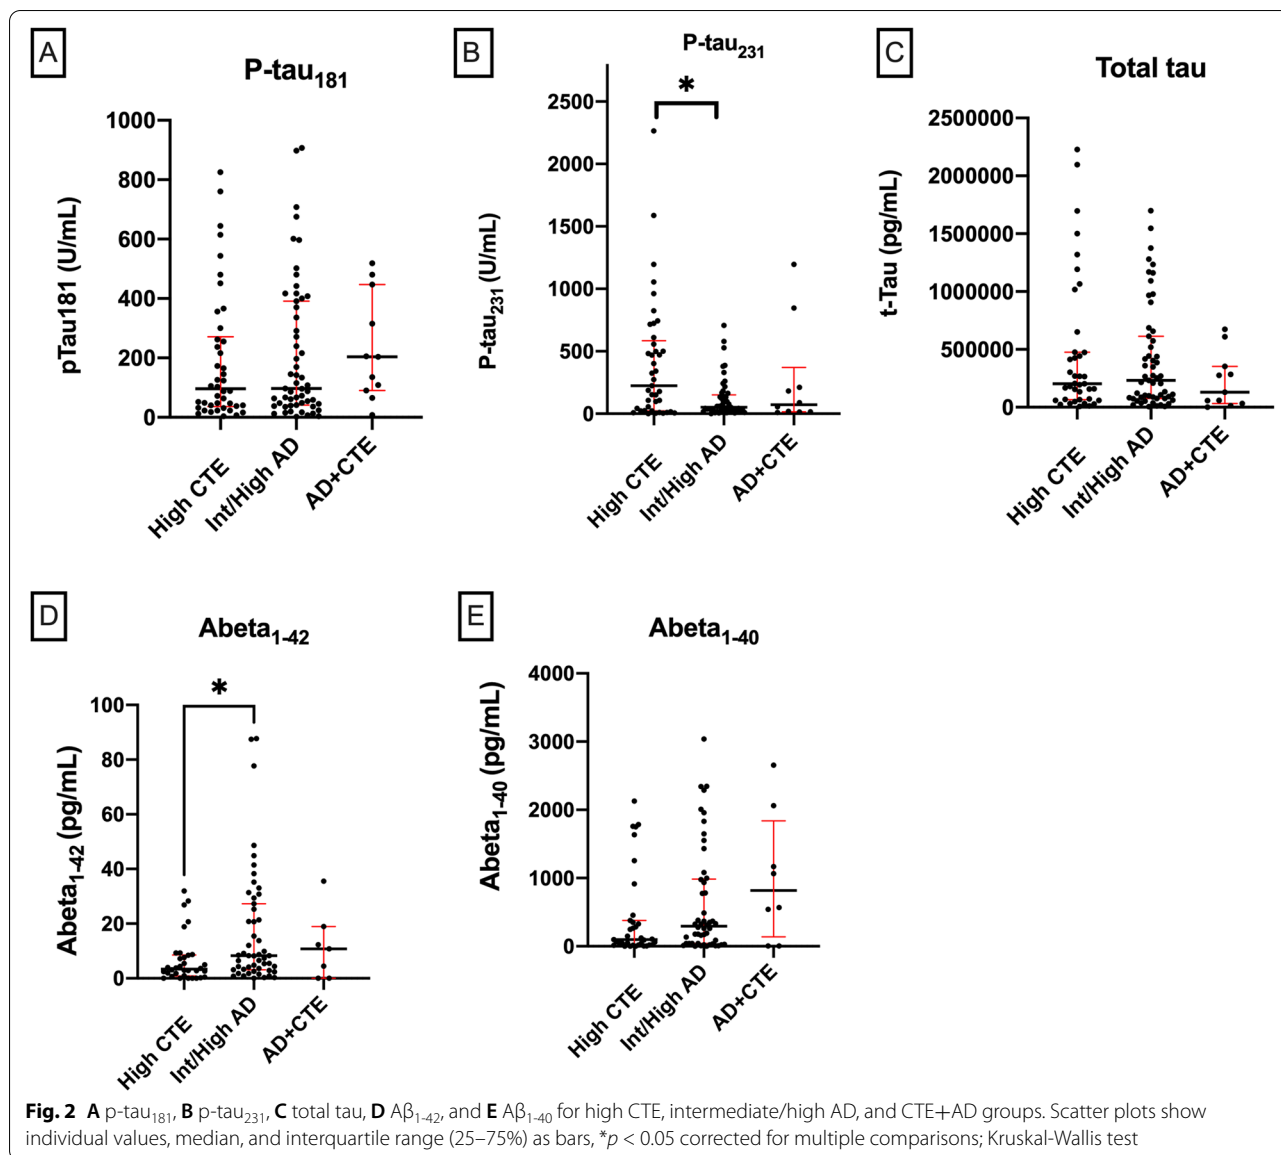 A
P-tau181
1000
800
600
400
200
0
pTau181 (U/mL)
High CTE
Int/High AD
AD+CTE
B
P-tau231
*
2500
2000
1500
1000
500
0
P-tau231 (U/mL)
High CTE
Int/High AD
AD+CTE
C
Total tau
2500000
2000000
1500000
1000000
500000
0
t-Tau (pg/mL)
High CTE
Int/High AD
AD+CTE
D
Abeta1-42
*
100
80
60
40
20
0
Abeta1-42 (pg/mL)
High CTE
Int/High AD
AD+CTE
E
Abeta1-40
4000
3000
2000
1000
0
Abeta1-40 (pg/mL)
High CTE
Int/High AD
AD+CTE
Fig. 2 A p-tau181, B p-tau231, C total tau, D Aβ1-42, and E Aβ1-40 for high CTE, intermediate/high AD, and CTE+AD groups. Scatter plots show
individual values, median, and interquartile range (25–75%) as bars, *p < 0.05 corrected for multiple comparisons; Kruskal-Wallis test